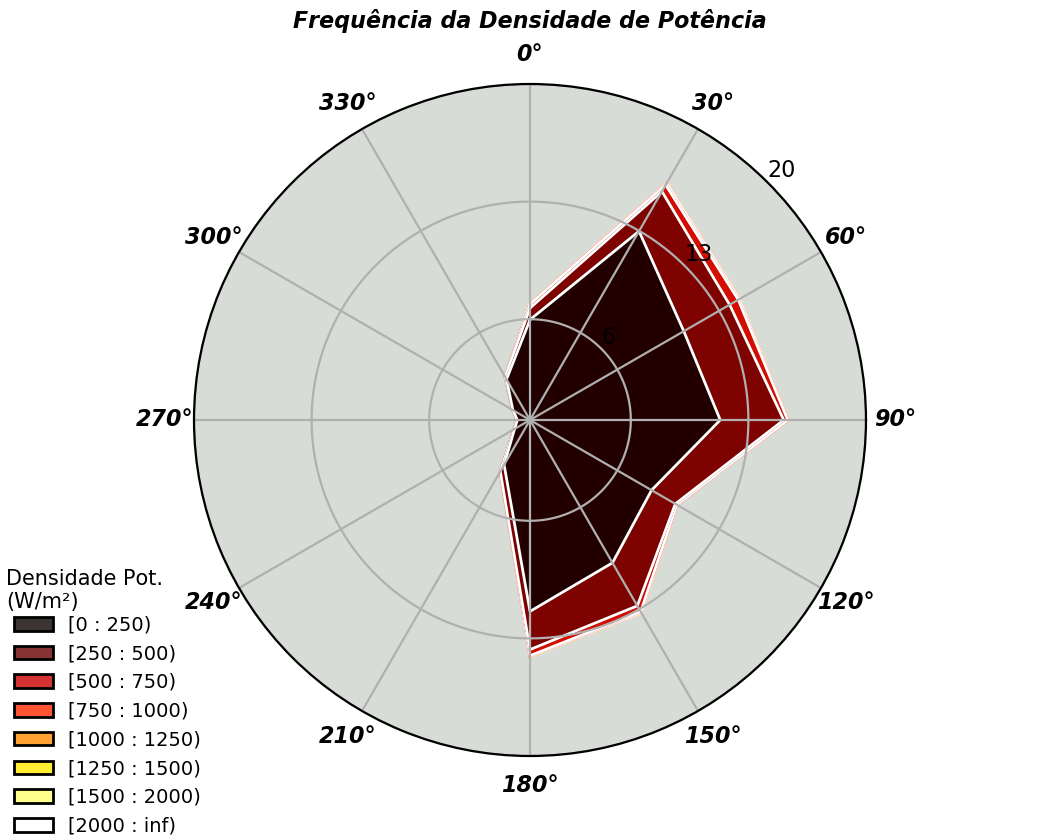 Frequência da Densidade de Potência
0°
330°
30°
20
300°
60°
13
6
270°
90°
240°
120°
210°
150°
180°
Densidade Pot.
(W/m²)
[0 : 250)
[250 : 500)
[500 : 750)
[750 : 1000)
[1000 : 1250)
[1250 : 1500)
[1500 : 2000)
[2000 : inf)